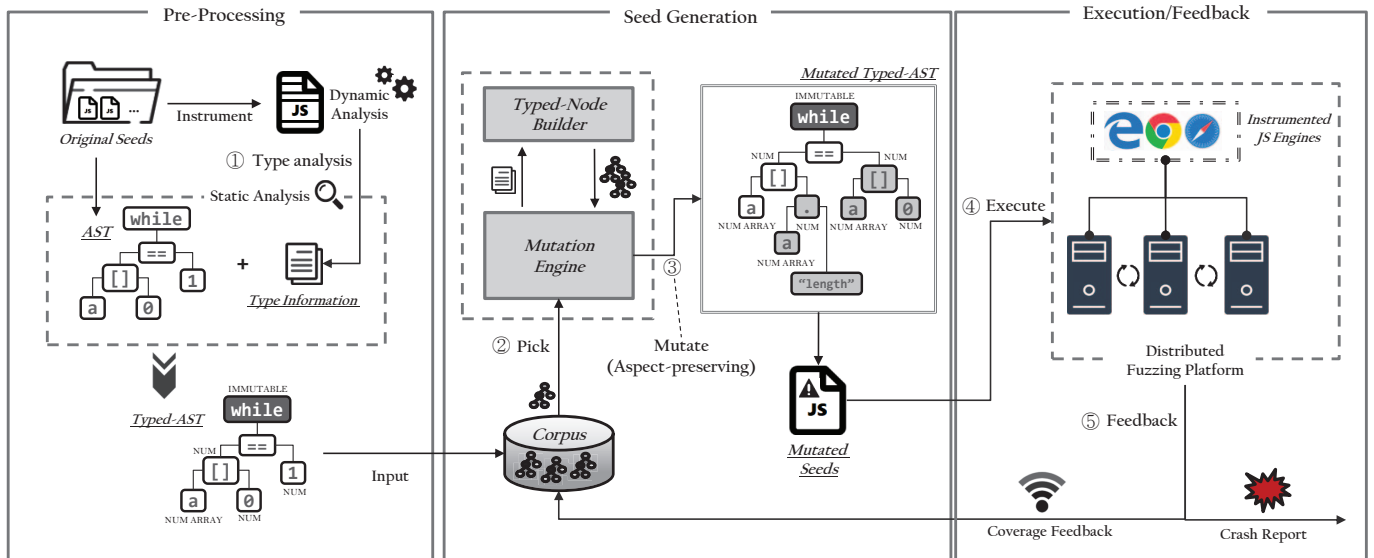 Pre-Processing
Seed Generation
Execution/Feedback
JS
JS
...
Original Seeds
Instrument
JS
Dynamic
Analysis
① Type analysis
Static Analysis
AST
while
==
[]
1
a
0
+
Type Information
Typed-AST
IMMUTABLE
while
NUM
==
[]
1
NUM
a
0
NUM ARRAY
NUM
Input
Typed-Node
Builder
Mutation
Engine
② Pick
Corpus
③
Mutate
(Aspect-preserving)
Mutated Typed-AST
IMMUTABLE
while
NUM
==
NUM
[]
[]
a
.
a
0
NUM ARRAY
NUM
NUM ARRAY
NUM
a
NUM ARRAY
"length"
JS
Mutated
Seeds
④ Execute
Instrumented
JS Engines
Distributed
Fuzzing Platform
⑤ Feedback
Coverage Feedback
Crash Report